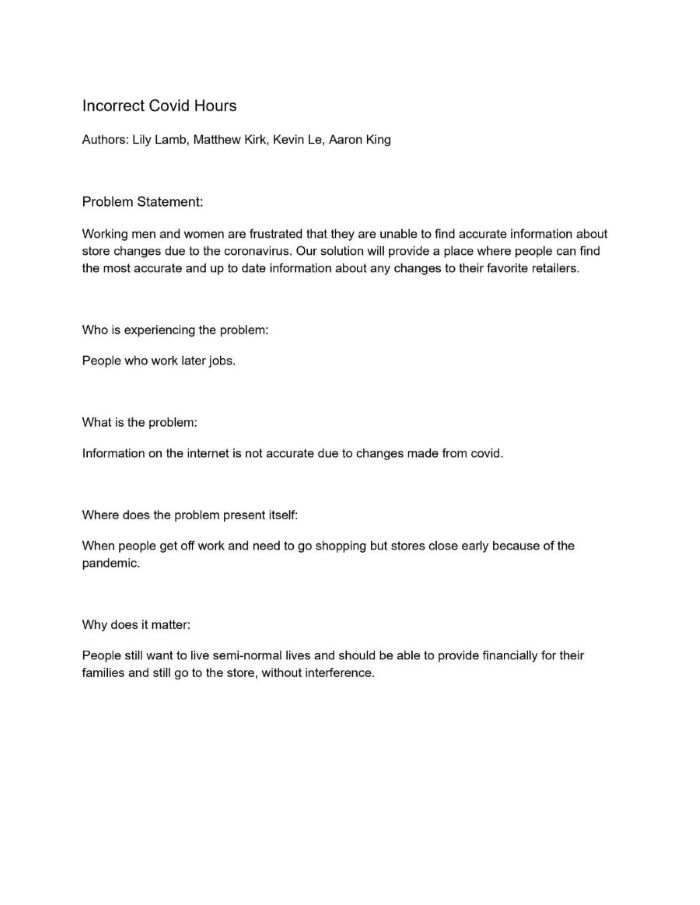 Incorrect Covid Hours
Authors: Lily Lamb, Matthew Kirk, Kevin Le, Aaron King
Problem Statement:
Working men and women are frustrated that they are unable to find accurate information about
store changes due to the coronavirus. Our solution will provide a place where people can find
the most accurate and up to date information about any changes to their favorite retailers.
Who is experiencing the problem:
People who work later jobs.
What is the problem:
Information on the internet is not accurate due to changes made from covid.
Where does the problem present itself:
When people get off work and need to go shopping but stores close early because of the
pandemic.
Why does it matter:
People still want to live semi-normal lives and should be able to provide financially for their
families and still go to the store, without interference.